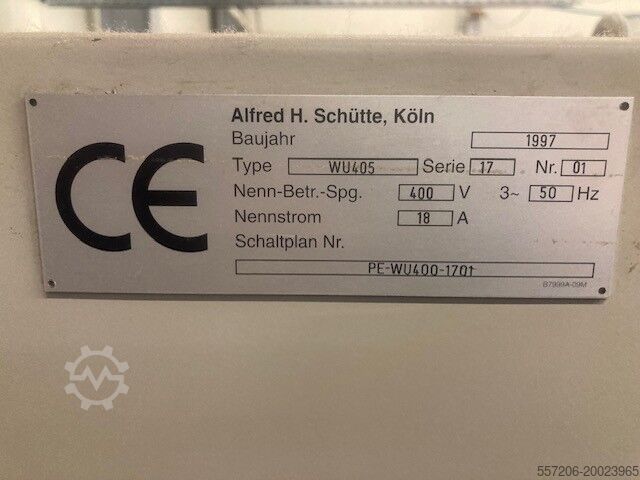 CE
Alfred H. Schütte, Köln
Baujahr 1997
Type WU405 Serie 17 Nr. 01
Nenn-Betr.-Spg. 400 V 3~ 50 Hz
Nennstrom 18 A
Schaltplan Nr.
PE-WU400-1701
B7999A-09M
557206-20023965